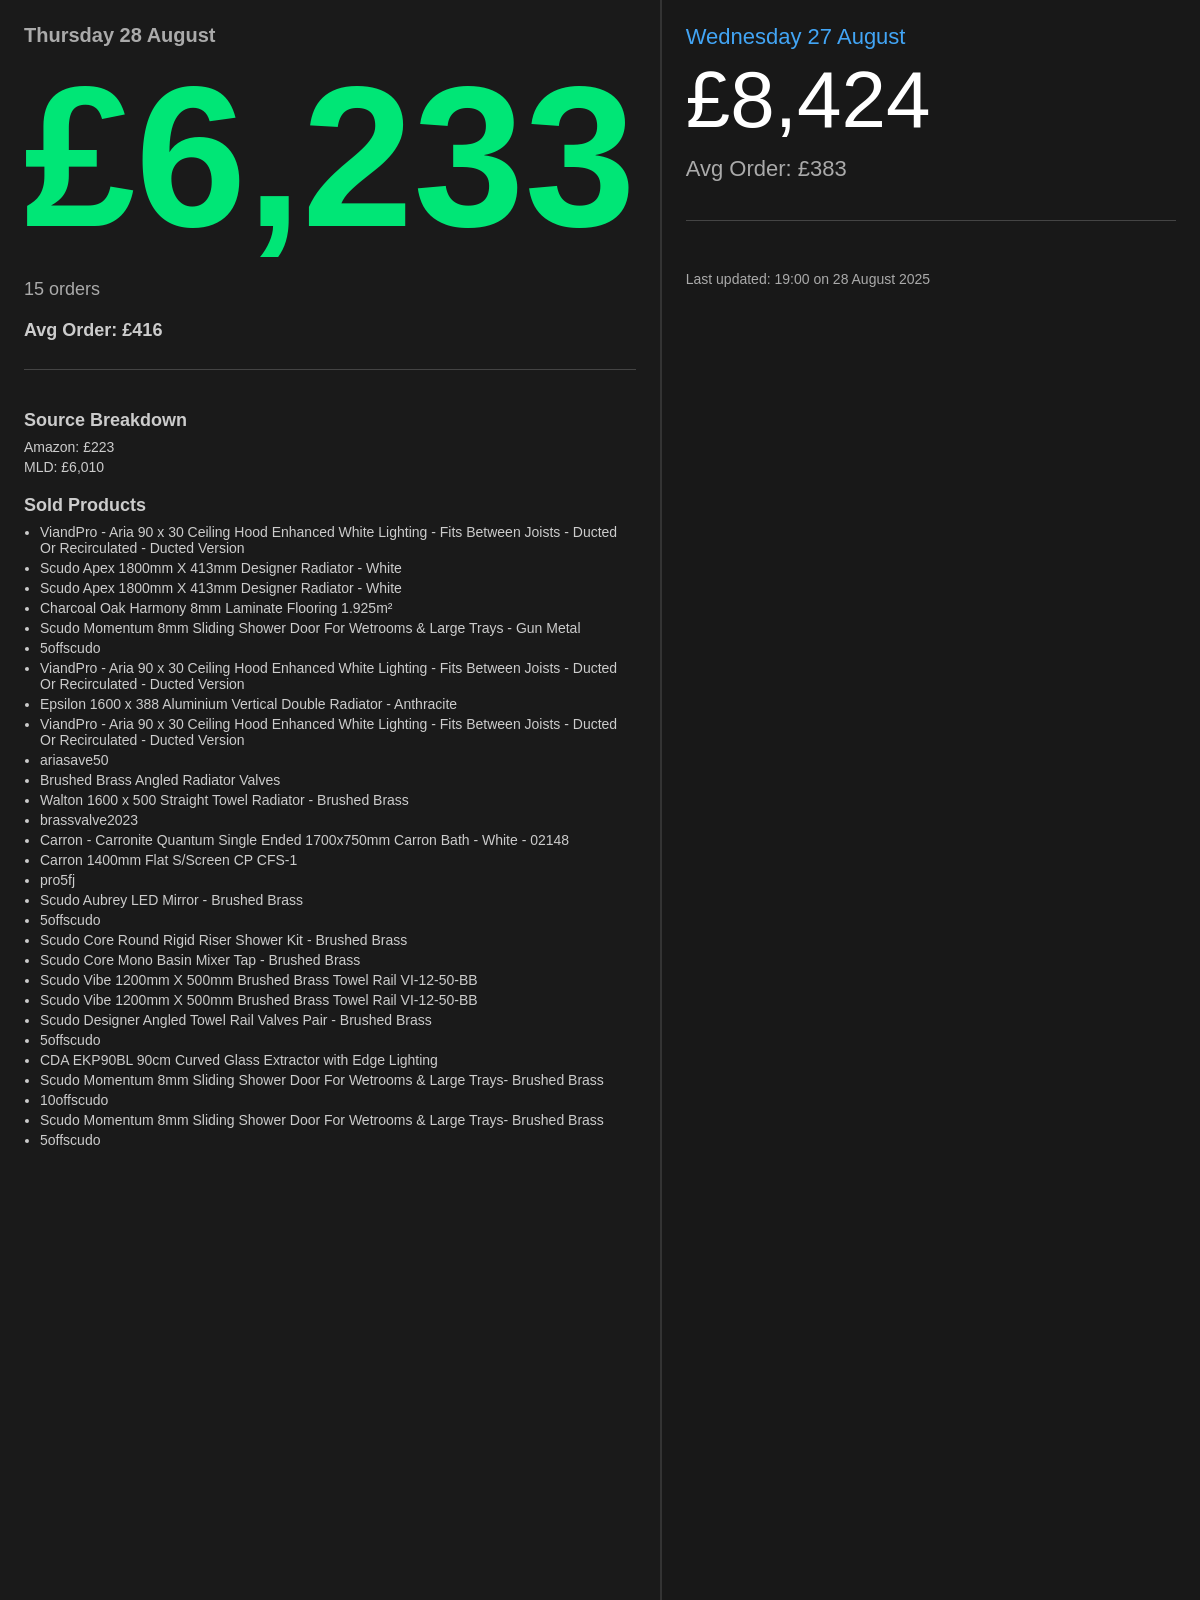 Thursday 28 August
£6,233
15 orders
Avg Order: £416
Source Breakdown
Amazon: £223
MLD: £6,010
Sold Products
• ViandPro - Aria 90 x 30 Ceiling Hood Enhanced White Lighting - Fits Between Joists - Ducted
Or Recirculated - Ducted Version
• Scudo Apex 1800mm X 413mm Designer Radiator - White
• Scudo Apex 1800mm X 413mm Designer Radiator - White
• Charcoal Oak Harmony 8mm Laminate Flooring 1.925m²
• Scudo Momentum 8mm Sliding Shower Door For Wetrooms & Large Trays - Gun Metal
• 5offscudo
• ViandPro - Aria 90 x 30 Ceiling Hood Enhanced White Lighting - Fits Between Joists - Ducted
Or Recirculated - Ducted Version
• Epsilon 1600 x 388 Aluminium Vertical Double Radiator - Anthracite
• ViandPro - Aria 90 x 30 Ceiling Hood Enhanced White Lighting - Fits Between Joists - Ducted
Or Recirculated - Ducted Version
• ariasave50
• Brushed Brass Angled Radiator Valves
• Walton 1600 x 500 Straight Towel Radiator - Brushed Brass
• brassvalve2023
• Carron - Carronite Quantum Single Ended 1700x750mm Carron Bath - White - 02148
• Carron 1400mm Flat S/Screen CP CFS-1
• pro5fj
• Scudo Aubrey LED Mirror - Brushed Brass
• 5offscudo
• Scudo Core Round Rigid Riser Shower Kit - Brushed Brass
• Scudo Core Mono Basin Mixer Tap - Brushed Brass
• Scudo Vibe 1200mm X 500mm Brushed Brass Towel Rail VI-12-50-BB
• Scudo Vibe 1200mm X 500mm Brushed Brass Towel Rail VI-12-50-BB
• Scudo Designer Angled Towel Rail Valves Pair - Brushed Brass
• 5offscudo
• CDA EKP90BL 90cm Curved Glass Extractor with Edge Lighting
• Scudo Momentum 8mm Sliding Shower Door For Wetrooms & Large Trays- Brushed Brass
• 10offscudo
• Scudo Momentum 8mm Sliding Shower Door For Wetrooms & Large Trays- Brushed Brass
• 5offscudo
Wednesday 27 August
£8,424
Avg Order: £383
Last updated: 19:00 on 28 August 2025